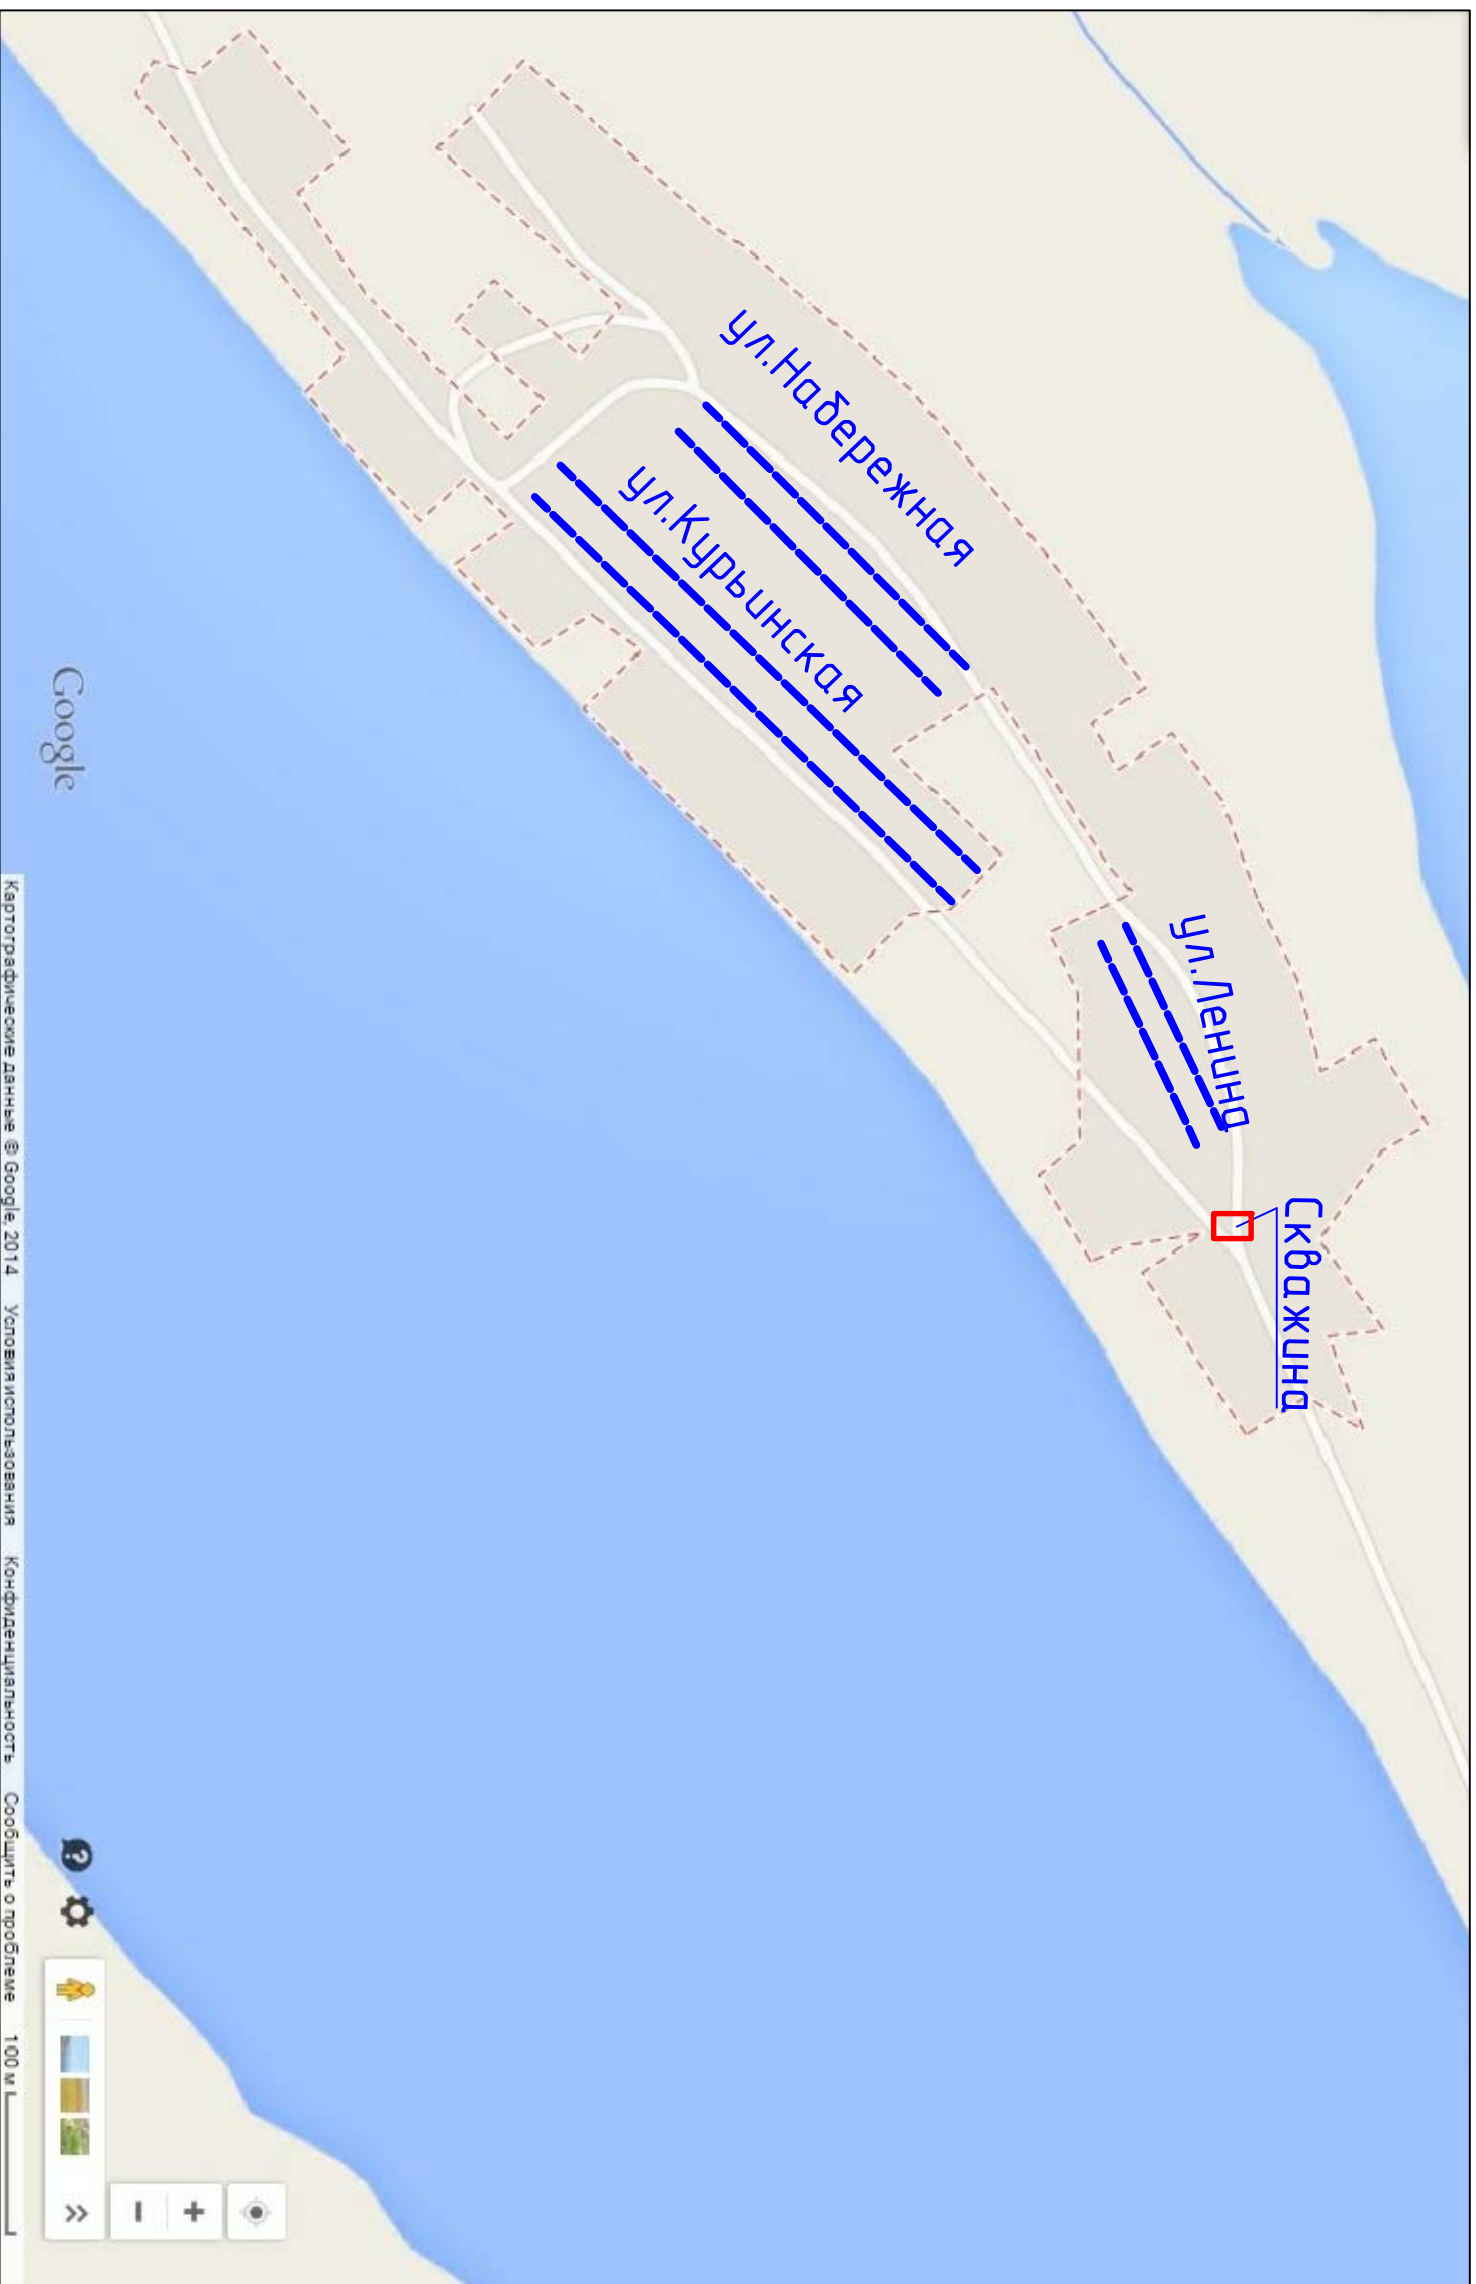 Скважина
ул.Ленина
ул.Набережная
ул.Курьинская
Google
Картографические данные © Google, 2014 Условия использования Конфиденциальность Сообщить о проблеме 100 м